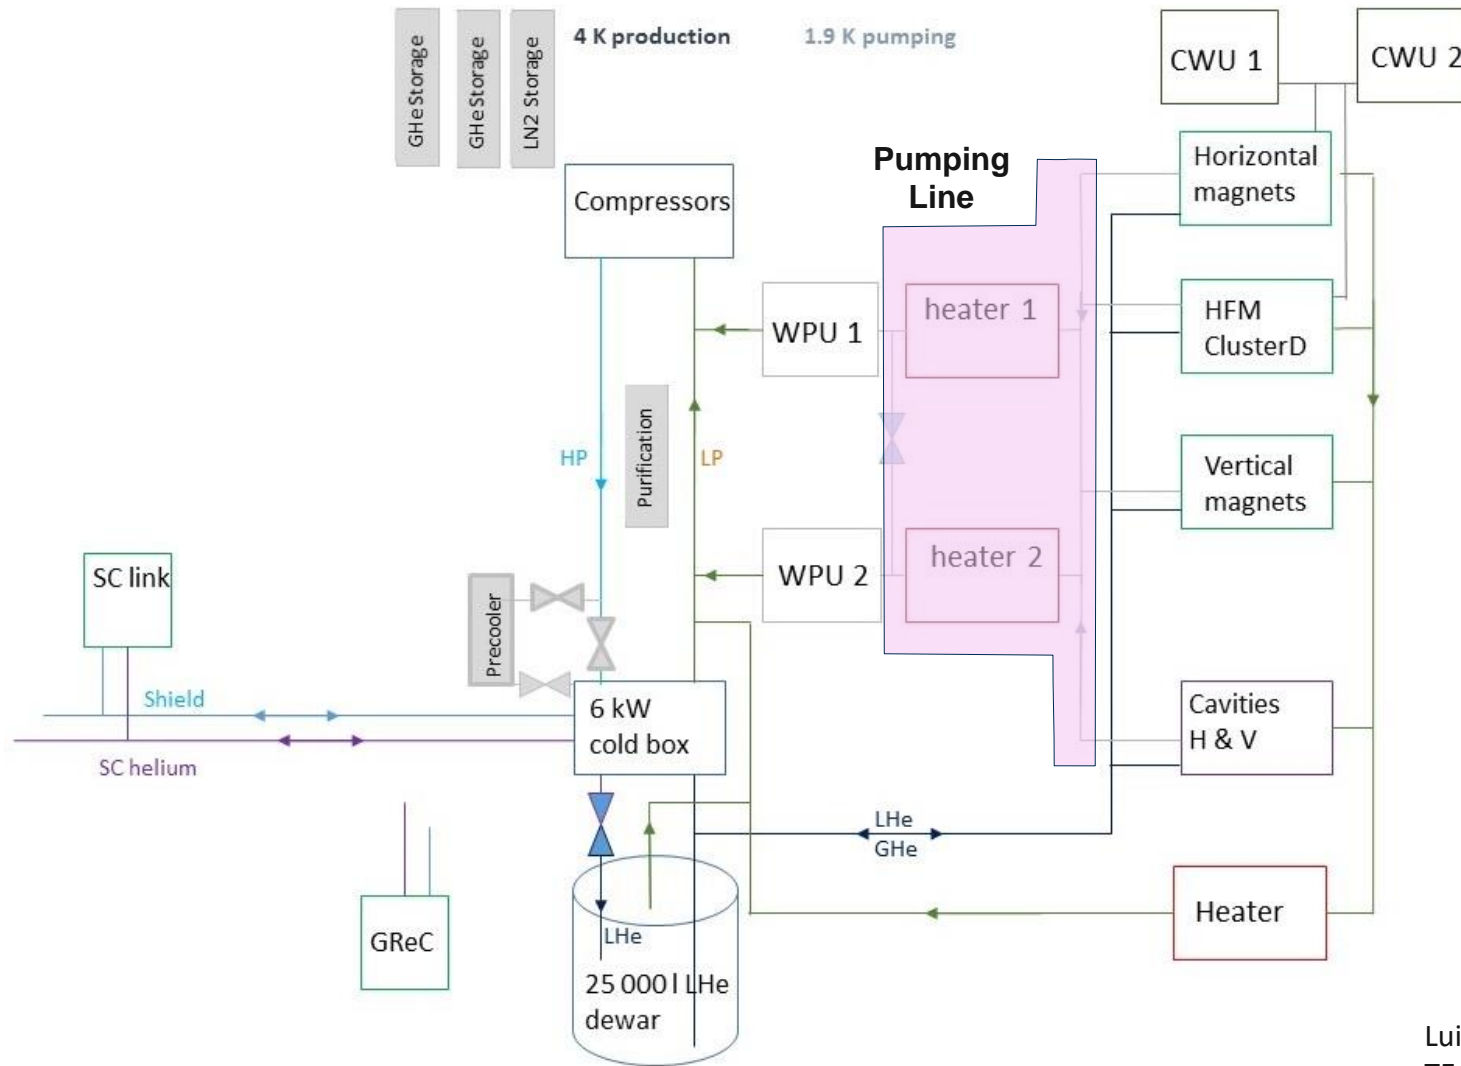 GHe Storage
GHe Storage
LN2 Storage
4 K production
1.9 K pumping
CWU 1
CWU 2
Pumping
Line
Horizontal
magnets
Compressors
heater 1
WPU 1
HFM
ClusterD
HP
Purification
LP
Vertical
magnets
heater 2
WPU 2
SC link
Precooler
Shield
6 kW
cold box
SC helium
Cavities
H & V
LHe
GHe
Heater
GReC
LHe
25 000 l LHe
dewar
Lui